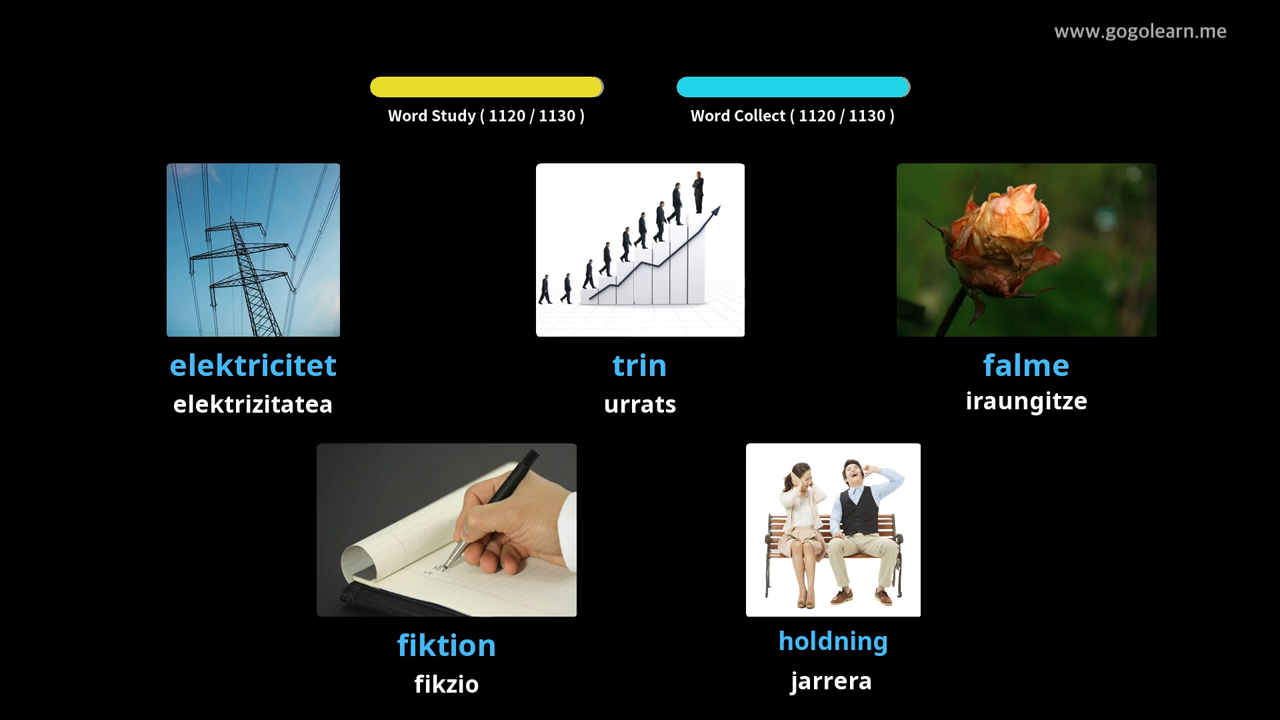 www.gogolearn.me
Word Study ( 1120 / 1130 )
Word Collect ( 1120 / 1130 )
elektricitet
elektrizitatea
trin
urrats
falme
iraungitze
fiktion
fikzio
holdning
jarrera